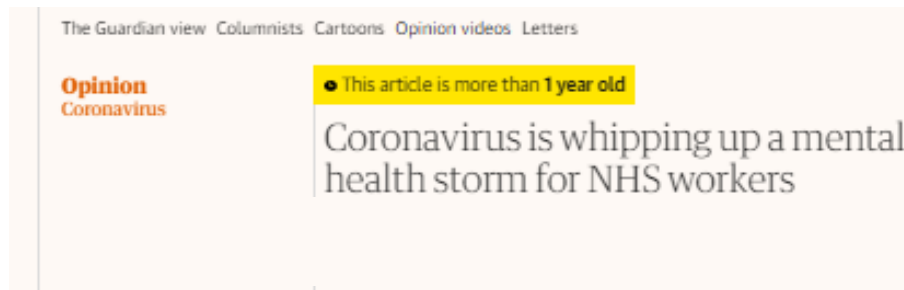 The Guardian view Columnists Cartoons Opinion videos Letters
Opinion
Coronavirus
This article is more than 1 year old
Coronavirus is whipping up a mental
health storm for NHS workers